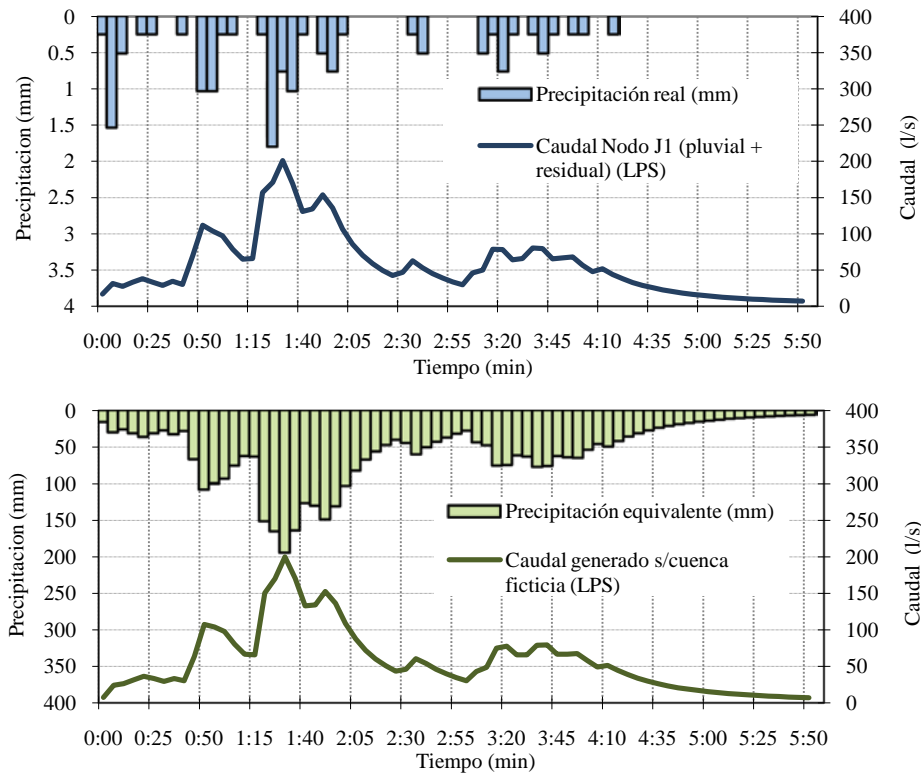 Precipitacion (mm)
0
0.5
1
1.5
2
2.5
3
3.5
4
400
350
300
250
200
150
100
50
0
Caudal (l/s)
Precipitación real (mm)
Caudal Nodo J1 (pluvial +
residual) (LPS)
0:00 0:25 0:50 1:15 1:40 2:05 2:30 2:55 3:20 3:45 4:10 4:35 5:00 5:25 5:50
Tiempo (min)
Precipitacion (mm)
0
50
100
150
200
250
300
350
400
400
350
300
250
200
150
100
50
0
Caudal (l/s)
Precipitación equivalente (mm)
Caudal generado s/cuenca
ficticia (LPS)
0:00 0:25 0:50 1:15 1:40 2:05 2:30 2:55 3:20 3:45 4:10 4:35 5:00 5:25 5:50
Tiempo (min)